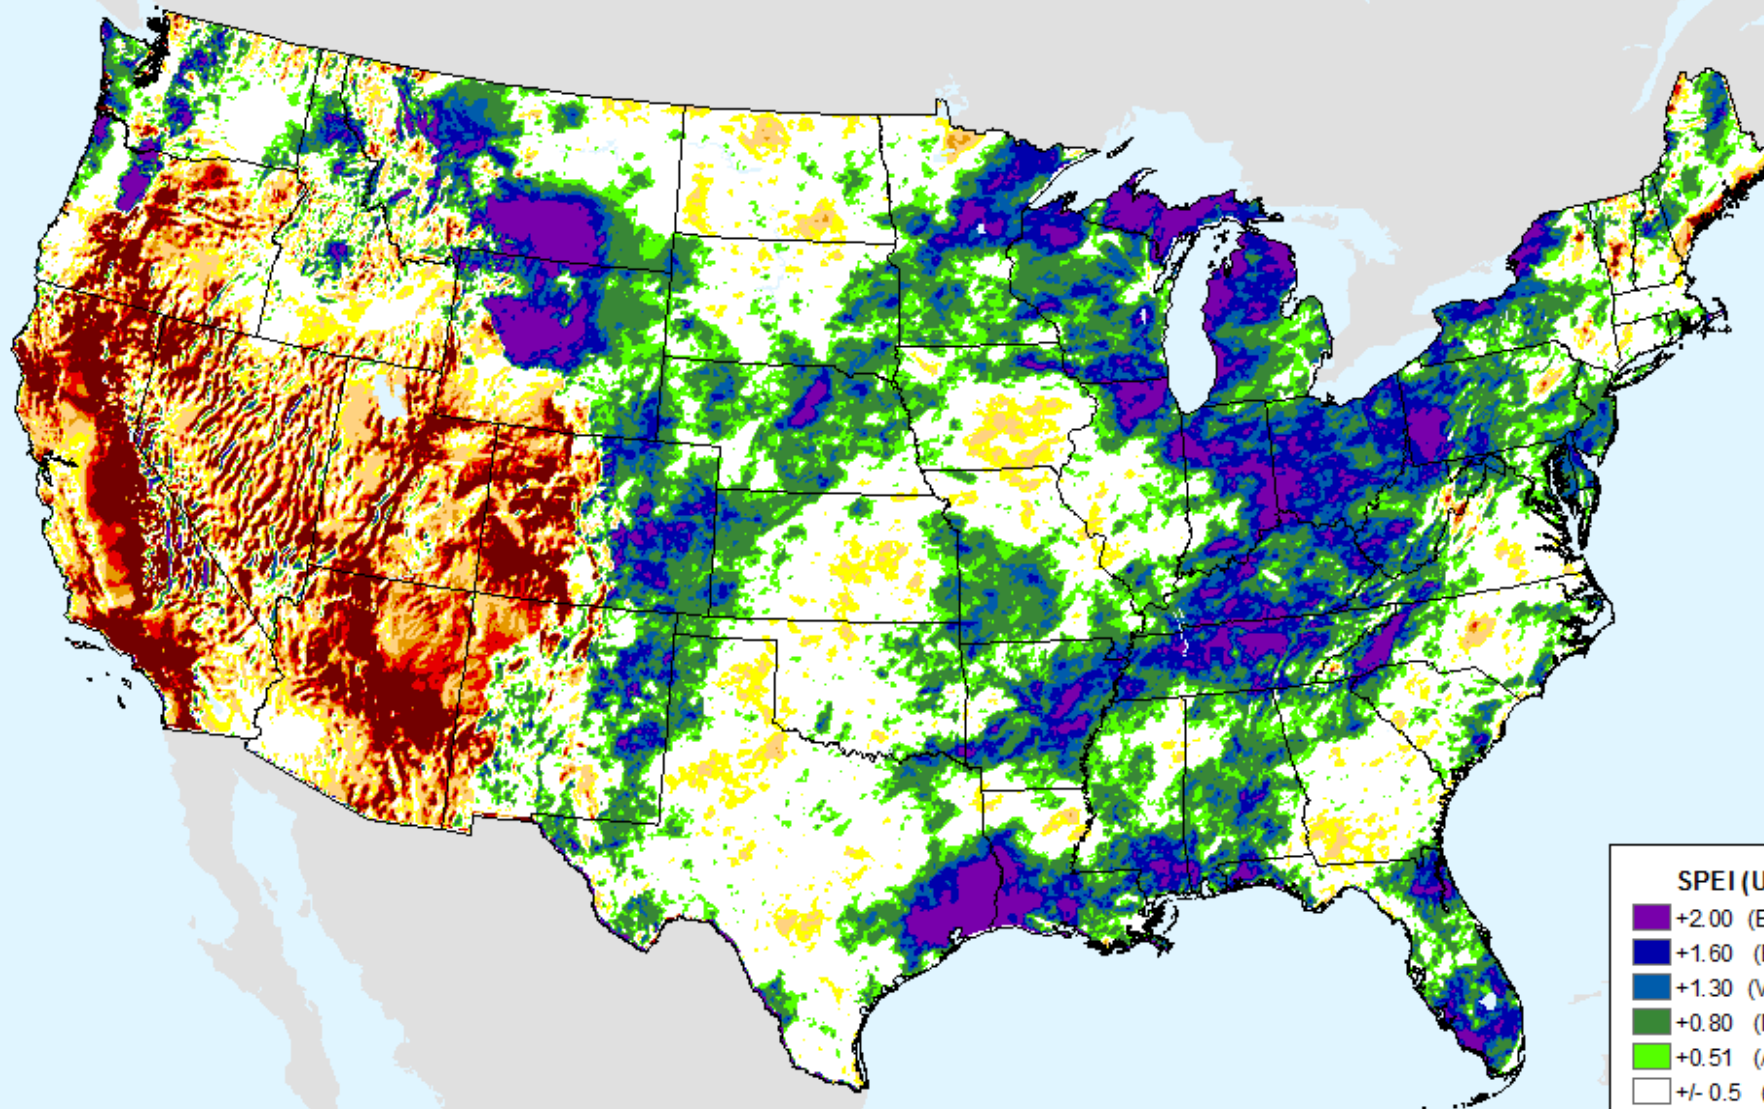 SPEI (U
+2.00 (E
+1.60 (
+1.30 (V
+0.80 (
+0.51 (
+/- 0.5 (